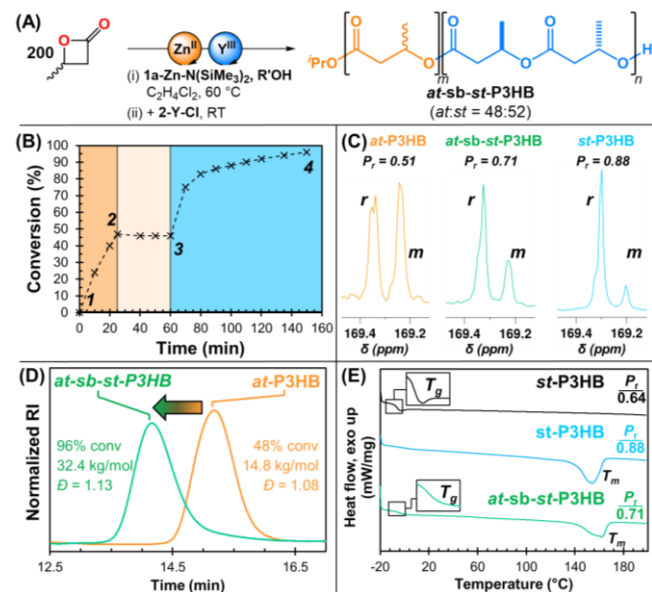 (A)
200
O
O
Zn^II Y^III
(i) 1a-Zn-N(SiMe3)2, R'OH
C2H4Cl2, 60 °C
(ii) + 2-Y-Cl, RT
O O O
iPrO O O O H
m n
at-sb-st-P3HB
(at:st = 48:52)
(B)
Conversion (%)
100
90
80
70
60
50
40
30
20
10
0
1
2
3
4
0 20 40 60 80 100 120 140 160
Time (min)
(C)
at-P3HB at-sb-st-P3HB st-P3HB
Pr = 0.51 Pr = 0.71 Pr = 0.88
r m r m r m
169.4 169.2 169.4 169.2 169.4 169.2
δ (ppm) δ (ppm) δ (ppm)
(D)
at-sb-st-P3HB at-P3HB
96% conv 48% conv
32.4 kg/mol 14.8 kg/mol
Đ = 1.13 Đ = 1.08
Normalized RI
12.5 14.5 16.5
Time (min)
(E)
Heat flow, exo up
(mW/mg)
Tg
st-P3HB Pr
0.64
st-P3HB Pr
0.88
Tm
Tg
at-sb-st-P3HB Pr
0.71
Tm
-20 30 80 130 180
Temperature (°C)